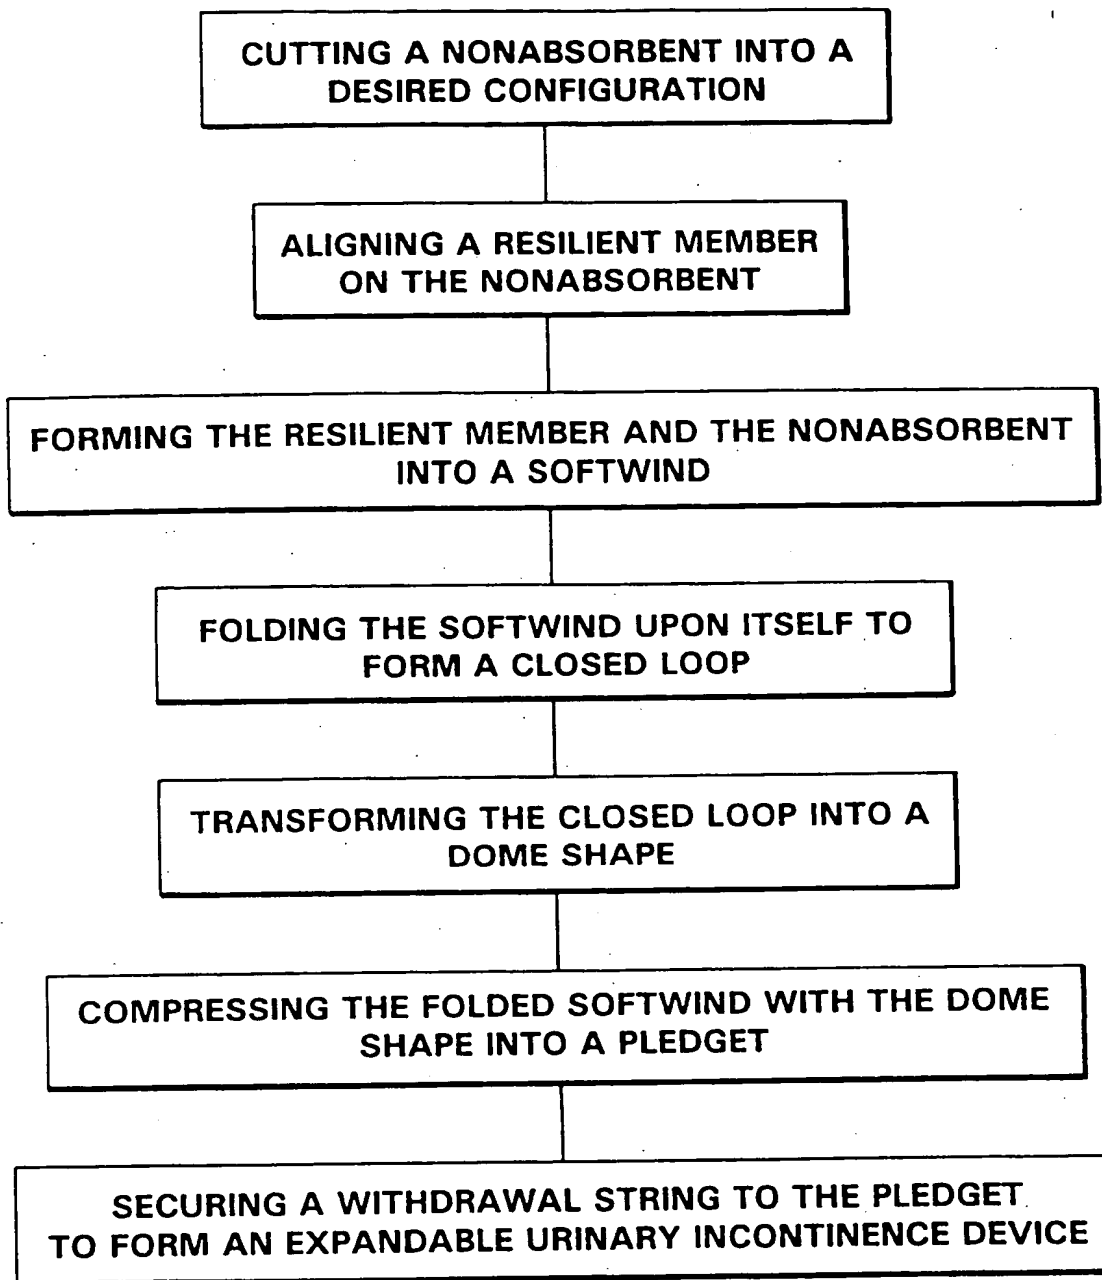 CUTTING A NONABSORBENT INTO A
DESIRED CONFIGURATION
ALIGNING A RESILIENT MEMBER
ON THE NONABSORBENT
FORMING THE RESILIENT MEMBER AND THE NONABSORBENT
INTO A SOFTWIND
FOLDING THE SOFTWIND UPON ITSELF TO
FORM A CLOSED LOOP
TRANSFORMING THE CLOSED LOOP INTO A
DOME SHAPE
COMPRESSING THE FOLDED SOFTWIND WITH THE DOME
SHAPE INTO A PLEDGET
SECURING A WITHDRAWAL STRING TO THE PLEDGET
TO FORM AN EXPANDABLE URINARY INCONTINENCE DEVICE